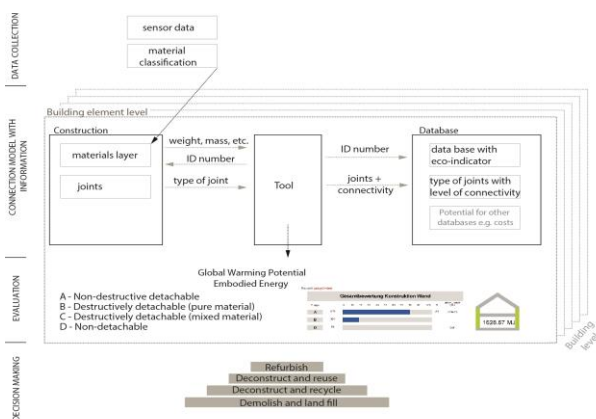 DATA COLLECTION
sensor data
material
classification
CONNECTION MODEL WITH
INFORMATION
Building element level
Construction
materials layer
joints
weight, mass, etc.
ID number
type of joint
Tool
ID number
joints +
connectivity
Database
data base with
eco-indicator
type of joints with
level of connectivity
Potential for other
databases e.g. costs
EVALUATION
Global Warming Potential
Embodied Energy
A - Non-destructive detachable
B - Destructively detachable (pure material)
C - Destructively detachable (mixed material)
D - Non-detachable
Gesamtbewertung Konstruktion Wand
A
B
1628.87 MJ
Building
level
DECISION MAKING
Refurbish
Deconstruct and reuse
Deconstruct and recycle
Demolish and land fill